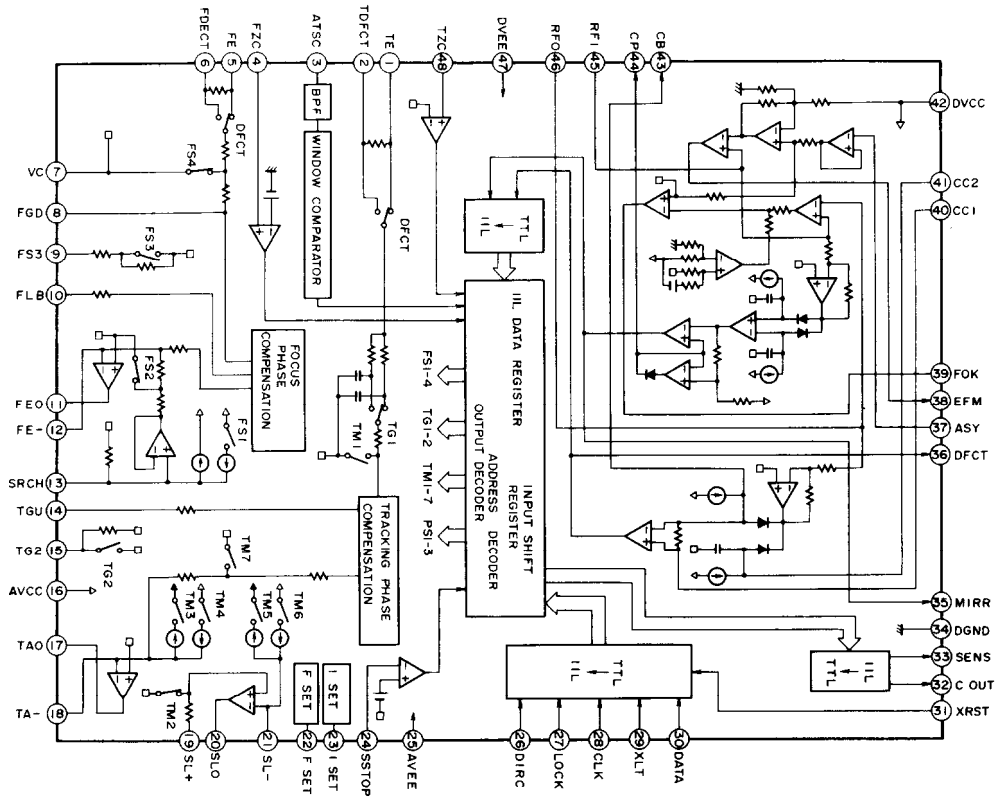 FDECT
FE
FZC
ATSC
TDFCT
TE
TZC
DVEE
RFO
RFI
CP
CB
6
5
4
3
2
1
48
47
46
45
44
43
BPF
WINDOW COMPARATOR
DFCT
DFCT
FS4
FS3
VC 7
FGD 8
FS3 9
FLB 10
FEO 11
FE- 12
SRCH 13
TGU 14
TG2 15
AVCC 16
TAO 17
TA- 18
42 DVCC
41 CC2
40 CC1
39 FOK
38 EFM
37 ASY
36 DFCT
35 MIRR
34 DGND
33 SENS
32 C OUT
31 XRST
TTL
IIL
FOCUS PHASE
COMPENSATION
FS2
FS1
TG1
TM1
TRACKING PHASE
COMPENSATION
IIL DATA REGISTER
INPUT SHIFT
REGISTER
ADDRESS DECODER
OUTPUT DECODER
FS1-4
TG1-2
TM1-7
PS1-3
TG2
TM7
TM3
TM4
TM5
TM6
TM2
F SET
I SET
TTL
IIL
IIL
TTL
19
20
21
22
23
24
25
26
27
28
29
30
SL+
SLO
SL-
F SET
I SET
SSTOP
AVEE
DIRC
LOCK
CLK
XLT
DATA